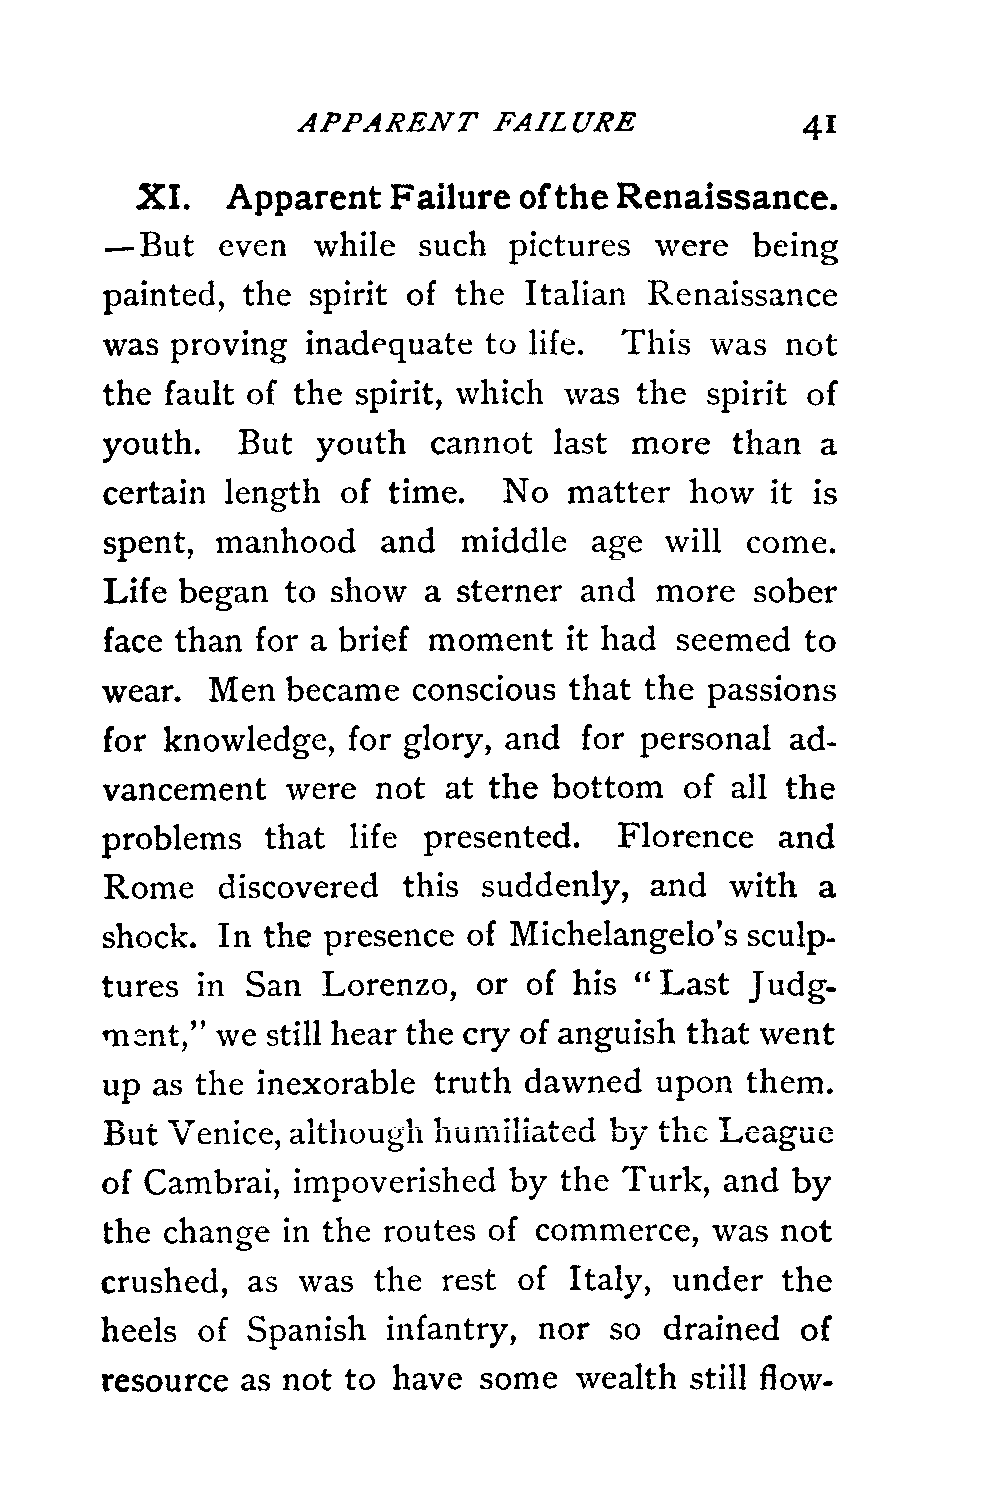 APPARENT FAILURE 41
XI. Apparent Failure of the Renaissance.
—But even while such pictures were being
painted, the spirit of the Italian Renaissance
was proving inadequate to life. This was not
the fault of the spirit, which was the spirit of
youth. But youth cannot last more than a
certain length of time. No matter how it is
spent, manhood and middle age will come.
Life began to show a sterner and more sober
face than for a brief moment it had seemed to
wear. Men became conscious that the passions
for knowledge, for glory, and for personal ad-
vancement were not at the bottom of all the
problems that life presented. Florence and
Rome discovered this suddenly, and with a
shock. In the presence of Michelangelo's sculp-
tures in San Lorenzo, or of his "Last Judg-
ment," we still hear the cry of anguish that went
up as the inexorable truth dawned upon them.
But Venice, although humiliated by the League
of Cambrai, impoverished by the Turk, and by
the change in the routes of commerce, was not
crushed, as was the rest of Italy, under the
heels of Spanish infantry, nor so drained of
resource as not to have some wealth still flow-